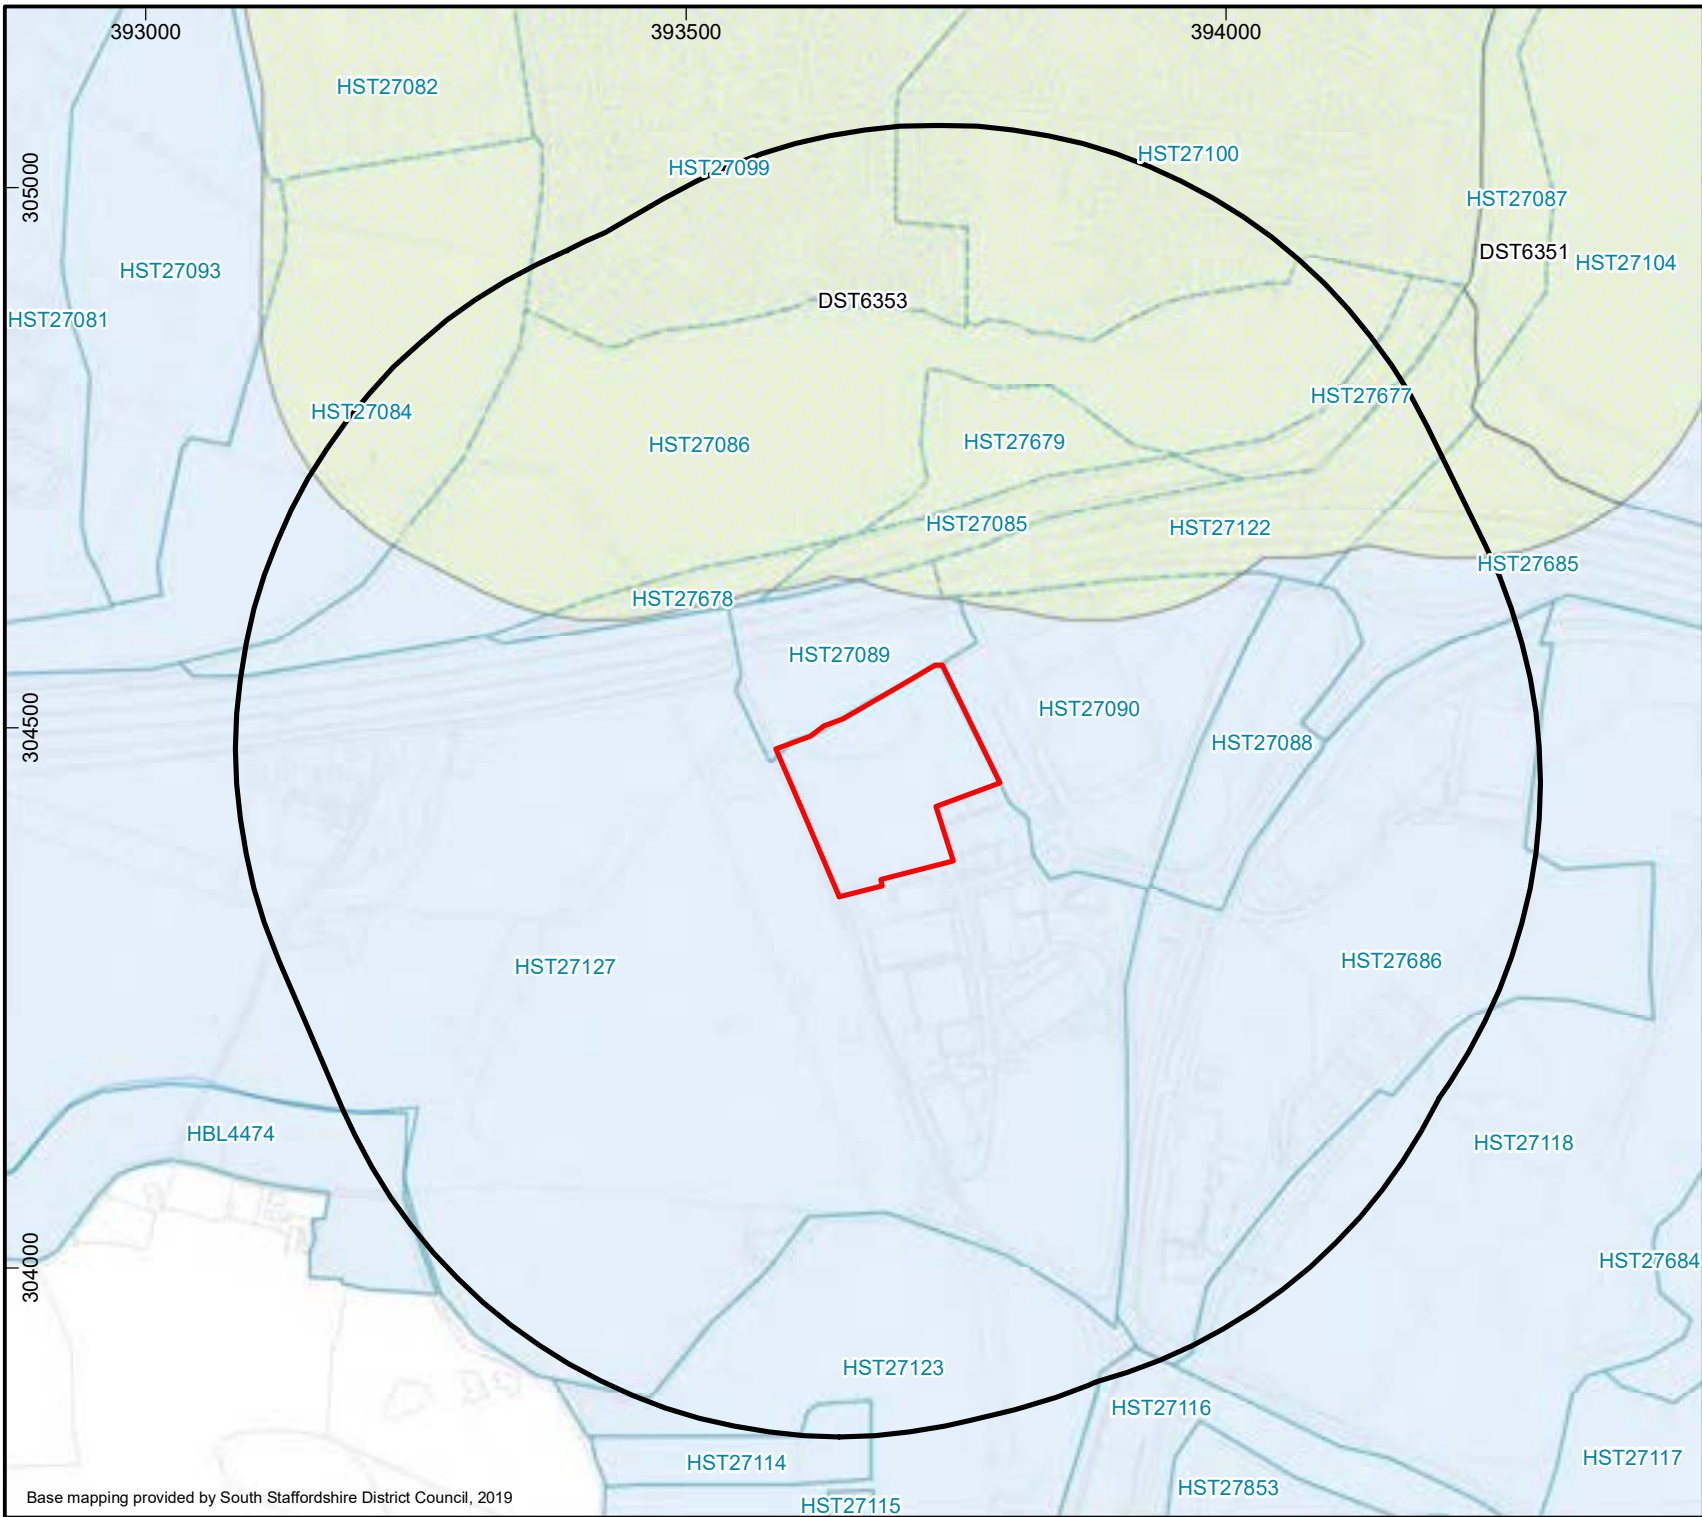 393000
393500
394000
HST27082
HST27099
HST27100
305000
HST27087
DST6351
HST27104
HST27093
DST6353
HST27081
HST27677
HST27084
HST27086
HST27679
HST27085
HST27122
HST27685
HST27678
HST27089
304500
HST27090
HST27088
HST27127
HST27686
HBL4474
HST27118
304000
HST27684
HST27123
HST27116
HST27114
HST27117
HST27853
Base mapping provided by South Staffordshire District Council, 2019
HST27115